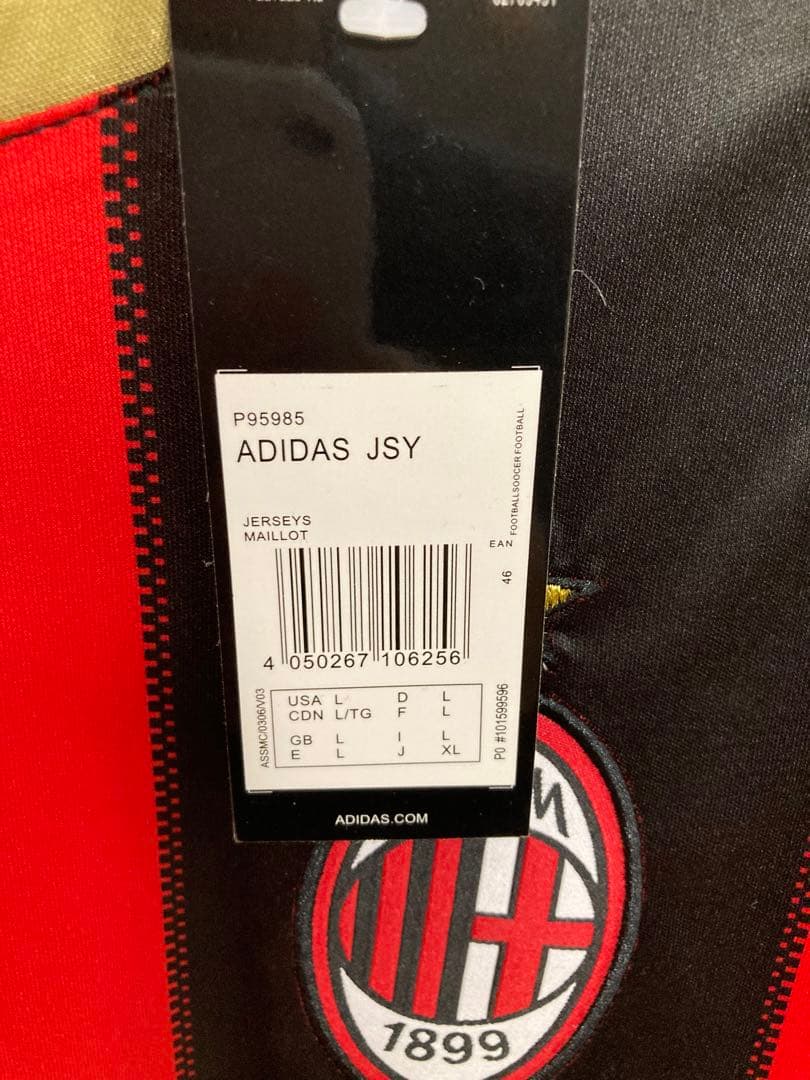 P95985
ADIDAS JSY
JERSEYS
MAILLOT
FOOTBALLSOCCER FOOTBALL
EAN
46
4 050267 106256
USA L D L
CDN L/TG F L
GB L I L
E L J XL
ASSMC/0306/V03
PO #101599596
ADIDAS.COM
M
1899